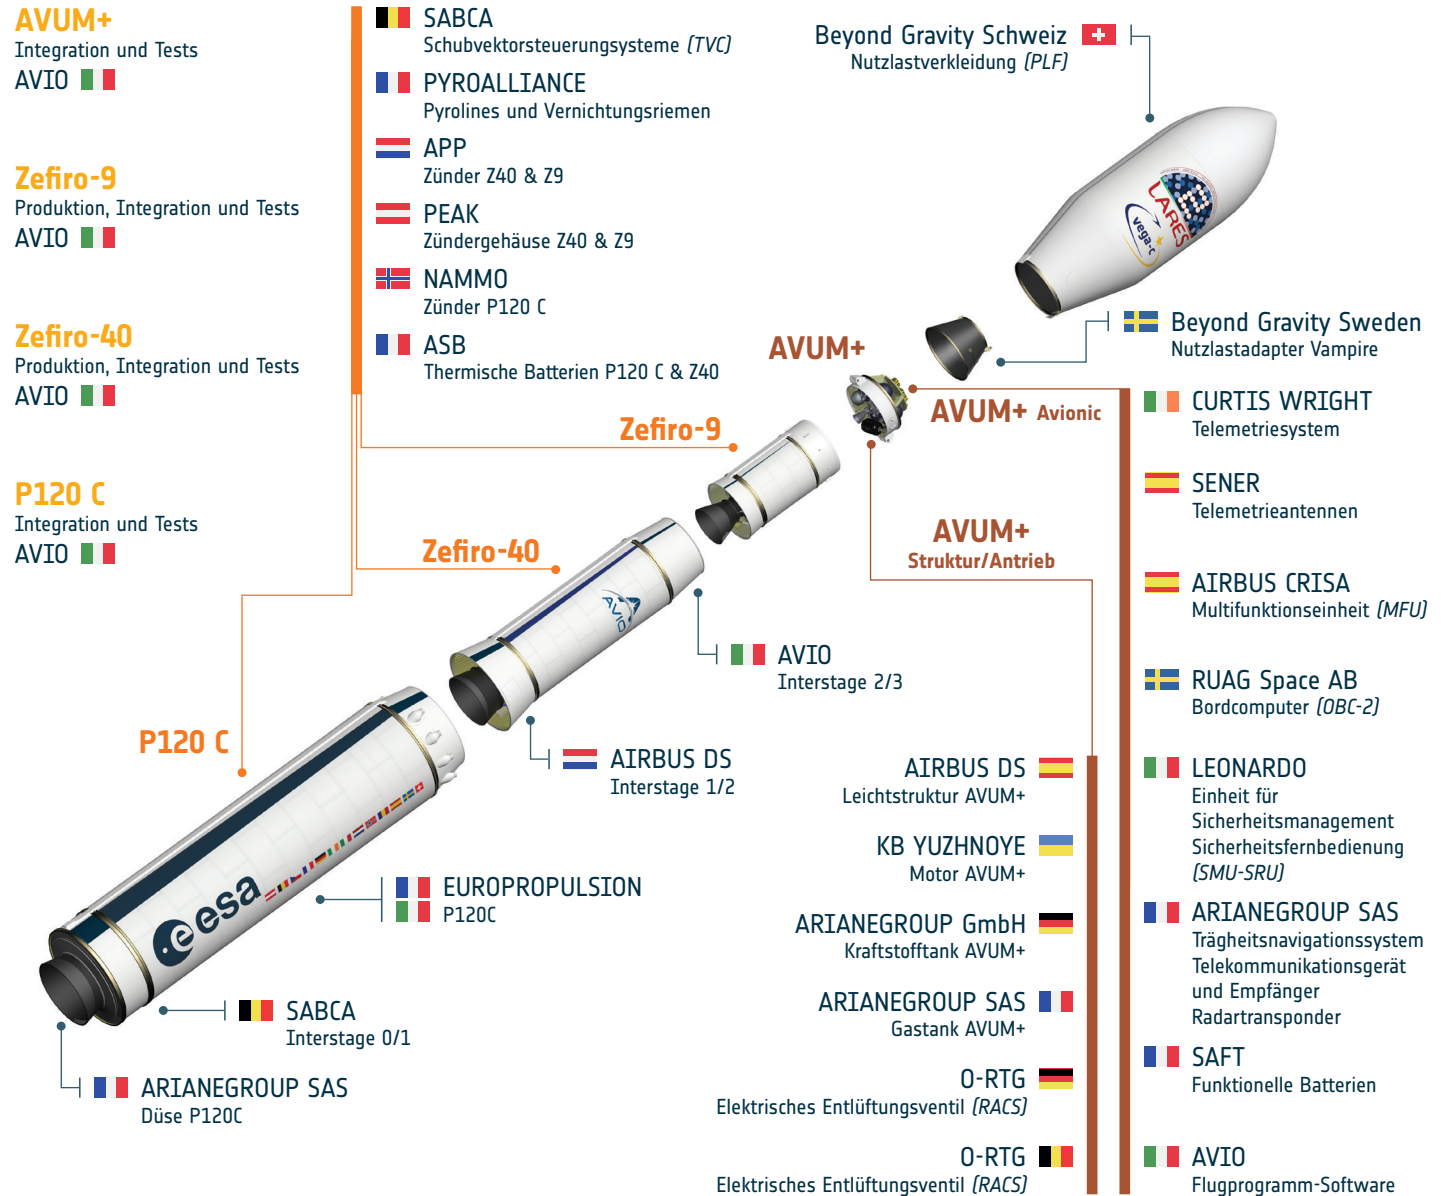 AVUM+
Integration und Tests
AVIO
Zefiro-9
Produktion, Integration und Tests
AVIO
Zefiro-40
Produktion, Integration und Tests
AVIO
P120 C
Integration und Tests
AVIO
SABCA
Schubvektorsteuerungsysteme (TVC)
PYROALLIANCE
Pyrolines und Vernichtungsriemen
APP
Zünder Z40 & Z9
PEAK
Zündergehäuse Z40 & Z9
NAMMO
Zünder P120 C
ASB
Thermische Batterien P120 C & Z40
Beyond Gravity Schweiz
Nutzlastverkleidung (PLF)
LARES
vega-c
Beyond Gravity Sweden
Nutzlastadapter Vampire
AVUM+
AVUM+ Avionic
Zefiro-9
AVUM+
Struktur/Antrieb
Zefiro-40
AVIO
AVIO
Interstage 2/3
P120 C
AIRBUS DS
Interstage 1/2
esa
EUROPROPULSION
P120C
SABCA
Interstage 0/1
ARIANEGROUP SAS
Düse P120C
AIRBUS DS
Leichtstruktur AVUM+
KB YUZHNOYE
Motor AVUM+
ARIANEGROUP GmbH
Kraftstofftank AVUM+
ARIANEGROUP SAS
Gastank AVUM+
O-RTG
Elektrisches Entlüftungsventil (RACS)
O-RTG
Elektrisches Entlüftungsventil (RACS)
CURTIS WRIGHT
Telemetriesystem
SENER
Telemetrieantennen
AIRBUS CRISA
Multifunktionseinheit (MFU)
RUAG Space AB
Bordcomputer (OBC-2)
LEONARDO
Einheit für
Sicherheitsmanagement
Sicherheitsfernbedienung
(SMU-SRU)
ARIANEGROUP SAS
Trägheitsnavigationssystem
Telekommunikationsgerät
und Empfänger
Radartransponder
SAFT
Funktionelle Batterien
AVIO
Flugprogramm-Software